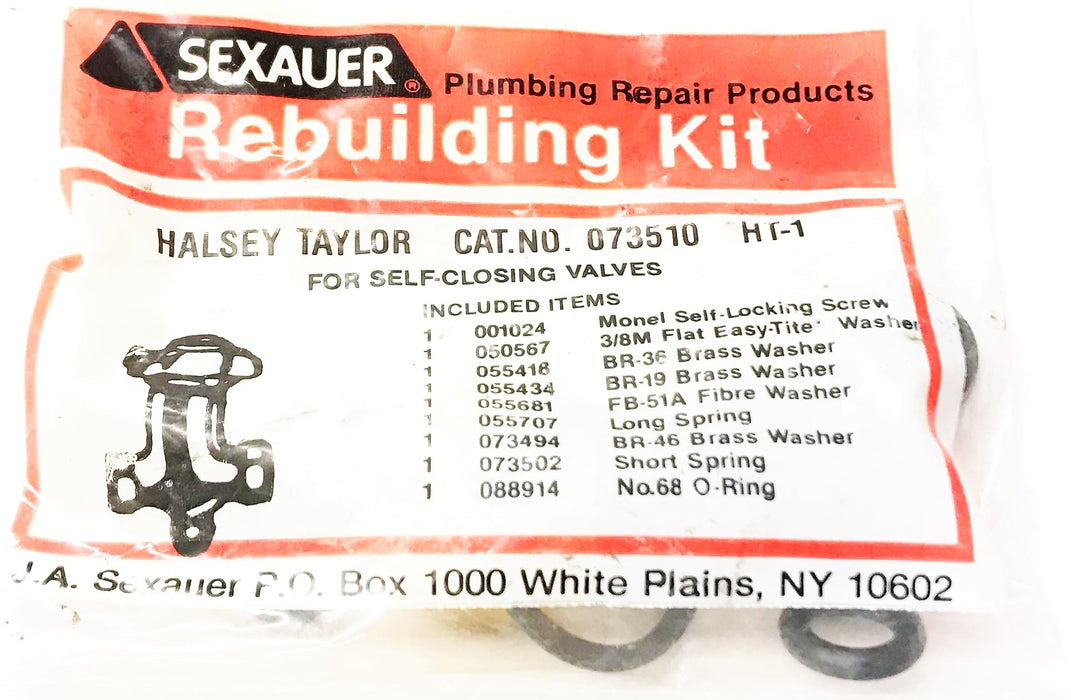 SEXAUER® Plumbing Repair Products
Rebuilding Kit
HALSEY TAYLOR CAT.NO. 073510 HT-1
FOR SELF-CLOSING VALVES
INCLUDED ITEMS
1 001024 Monel Self-Locking Screw
1 050567 3/8M Flat Easy-Tite Washer
1 055418 BR-36 Brass Washer
1 055434 BR-19 Brass Washer
1 055681 FB-51A Fibre Washer
1 055707 Long Spring
1 073494 BR-46 Brass Washer
1 073502 Short Spring
1 088914 No.68 O-Ring
J.A. Sexauer P.O. Box 1000 White Plains, NY 10602